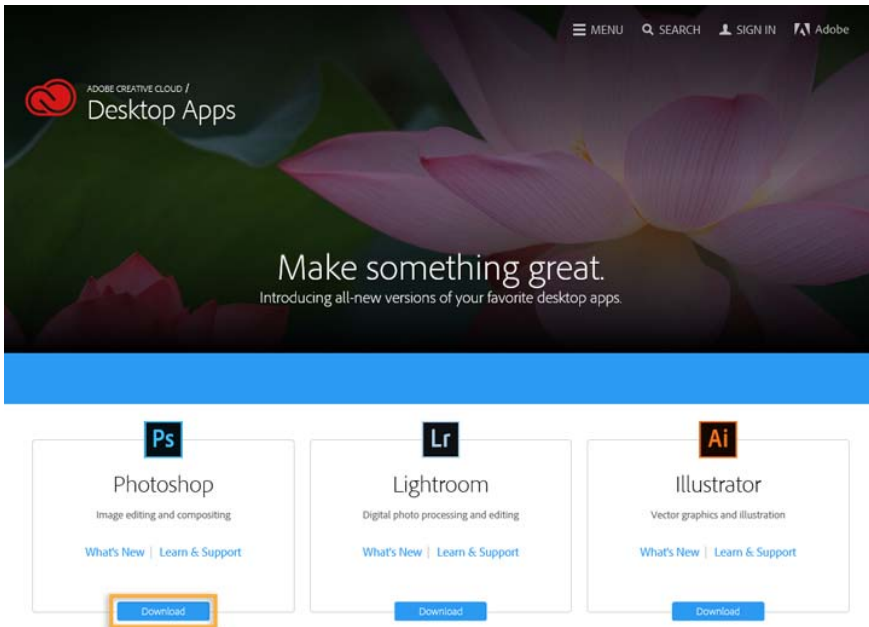 MENU SEARCH SIGN IN Adobe
ADOBE CREATIVE CLOUD /
Desktop Apps
Make something great.
Introducing all-new versions of your favorite desktop apps.
Ps Lr Ai
Photoshop Lightroom Illustrator
Image editing and compositing Digital photo processing and editing Vector graphics and illustration
What's New | Learn & Support What's New | Learn & Support What's New | Learn & Support
Download Download Download